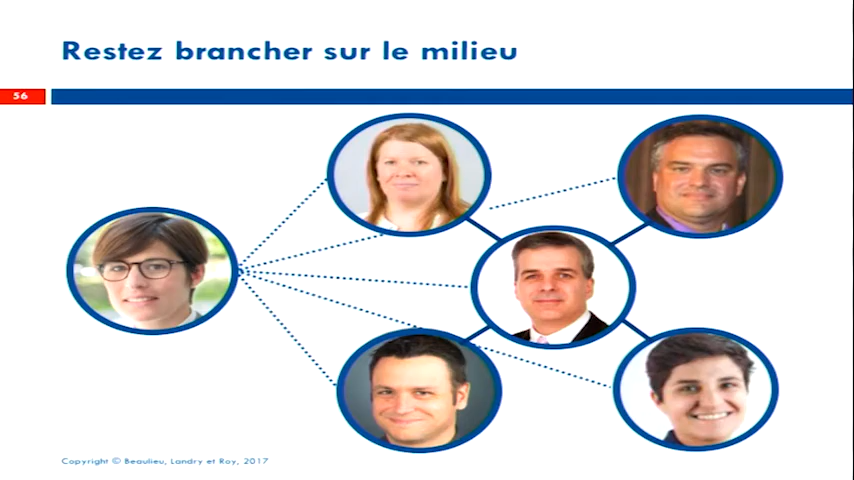 Restez brancher sur le milieu
56
Copyright © Beaulieu, Landry et Roy, 2017